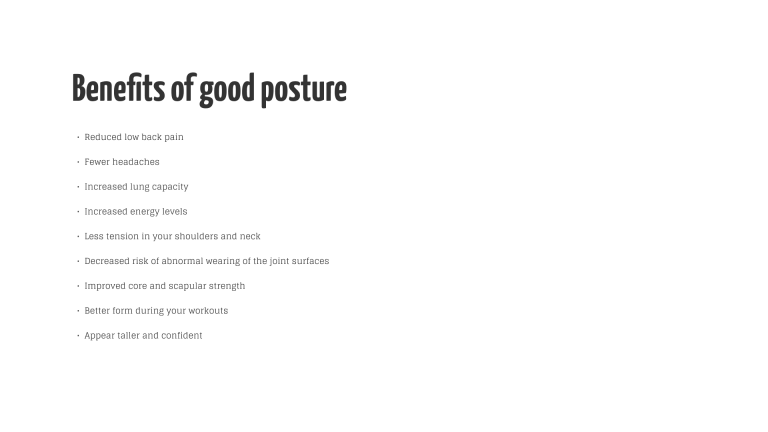 Benefits of good posture
• Reduced low back pain
• Fewer headaches
• Increased lung capacity
• Increased energy levels
• Less tension in your shoulders and neck
• Decreased risk of abnormal wearing of the joint surfaces
• Improved core and scapular strength
• Better form during your workouts
• Appear taller and confident